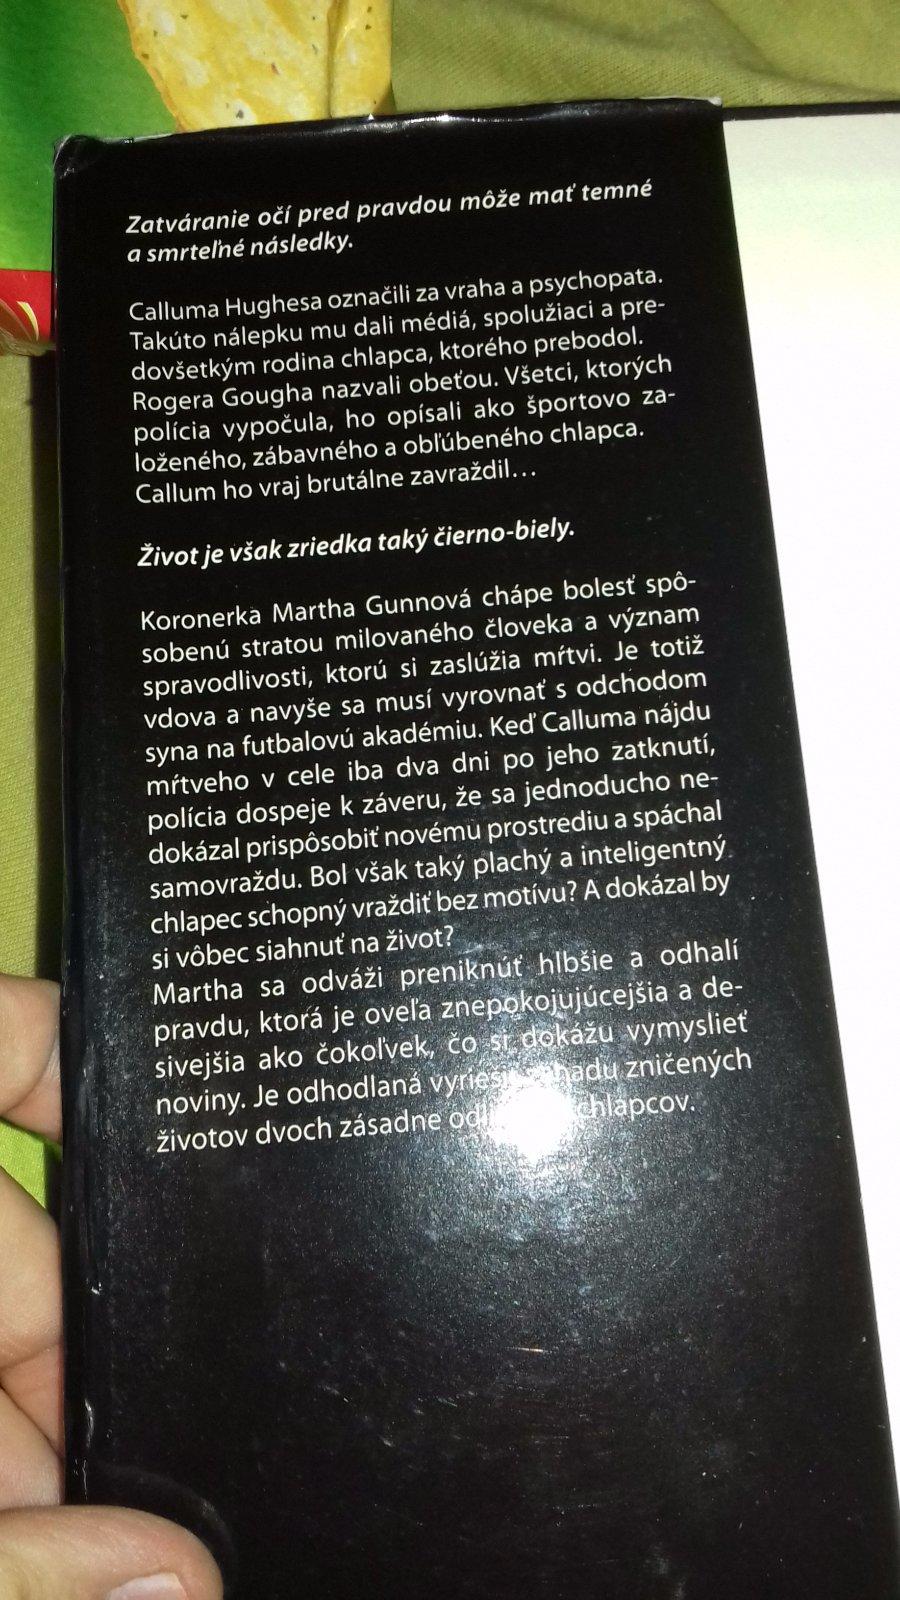 Zatváranie očí pred pravdou môže mať temné
a smrteľné následky.
Calluma Hughesa označili za vraha a psychopata.
Takúto nálepku mu dali médiá, spolužiaci a pre-
dovšetkým rodina chlapca, ktorého prebodol.
Rogera Gougha nazvali obeťou. Všetci, ktorých
polícia vypočula, ho opísali ako športovo za-
loženého, zábavného a obľúbeného chlapca.
Callum ho vraj brutálne zavraždil...
Život je však zriedka taký čierno-biely.
Koronerka Martha Gunnová chápe bolesť spô-
sobenú stratou milovaného človeka a význam
spravodlivosti, ktorú si zaslúžia mŕtvi. Je totiž
vdova a navyše sa musí vyrovnať s odchodom
syna na futbalovú akadémiu. Keď Calluma nájdu
mŕtveho v cele iba dva dni po jeho zatknutí,
polícia dospeje k záveru, že sa jednoducho ne-
dokázal prispôsobiť novému prostrediu a spáchal
samovraždu. Bol však taký plachý a inteligentný
chlapec schopný vraždiť bez motívu? A dokázal by
si vôbec siahnuť na život?
Martha sa odváži preniknúť hlbšie a odhalí
pravdu, ktorá je oveľa znepokojujúcejšia a de-
sivejšia ako čokoľvek, čo si dokážu vymyslieť
noviny. Je odhodlaná zničených
životov dvoch zásadne chlapcov.